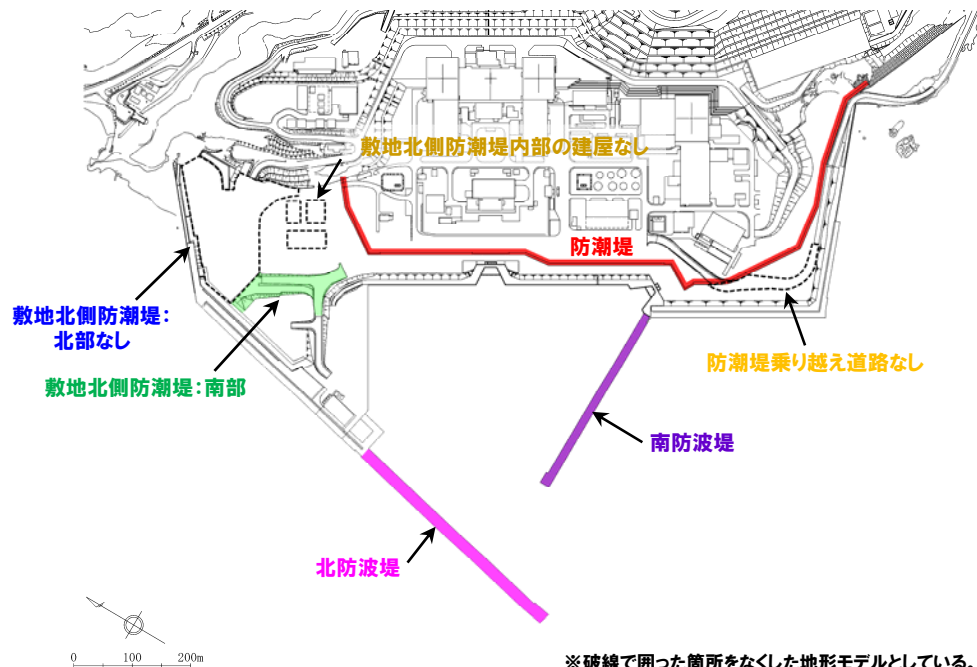 敷地北側防潮堤内部の建屋なし
防潮堤
敷地北側防潮堤:
北部なし
防潮堤乗り越え道路なし
敷地北側防潮堤:南部
南防波堤
北防波堤
0 100 200m
※破線で囲った箇所をなくした地形モデルとしている。